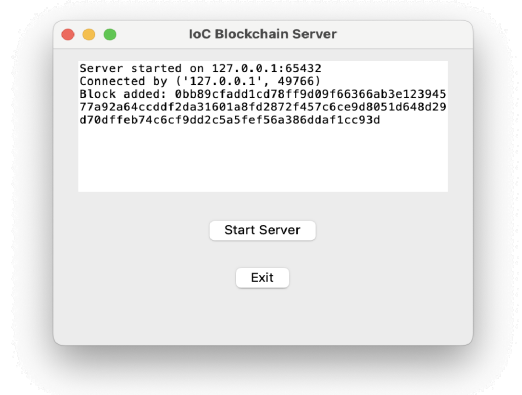 IoC Blockchain Server
Server started on 127.0.0.1:65432
Connected by ('127.0.0.1', 49766)
Block added: 0bb89cfadd1cd78ff9d09f66366ab3e123945
77a92a64ccddf2da31601a8fd2872f457c6ce9d8051d648d29
d70dffeb74c6cf9dd2c5a5fef56a386ddaf1cc93d
Start Server
Exit